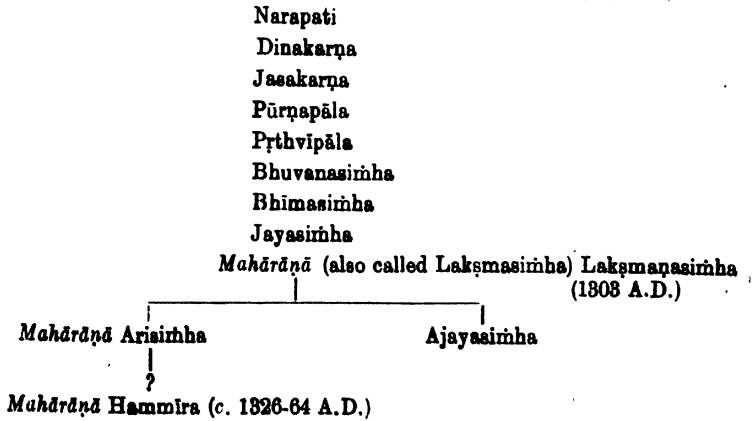 Narapati
Dinakarṇa
Jasakarṇa
Pūrṇapāla
Pṛthvīpāla
Bhuvanasiṁha
Bhīmasiṁha
Jayasiṁha
Mahārāṇā (also called Lakṣmasiṁha) Lakṣmaṇasiṁha
(1303 A.D.)
Mahārāṇā Arisiṁha Ajayasiṁha
?
Mahārāṇā Hammīra (c. 1326-64 A.D.)